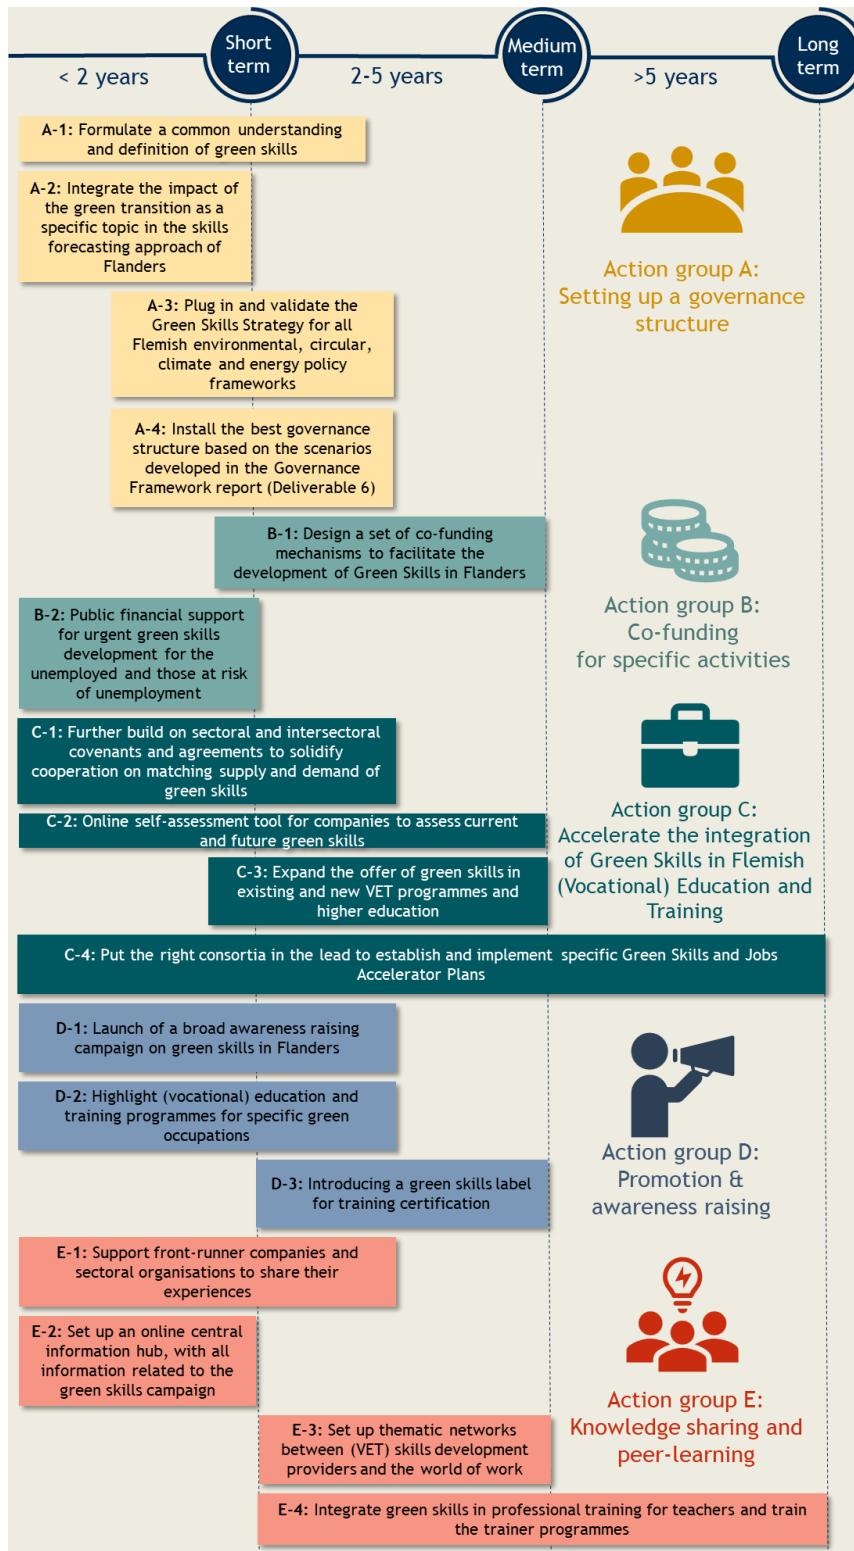 Short
term
Medium
term
Long
term
< 2 years
2-5 years
>5 years
A-1: Formulate a common understanding
and definition of green skills
A-2: Integrate the impact of
the green transition as a
specific topic in the skills
forecasting approach of
Flanders
A-3: Plug in and validate the
Green Skills Strategy for all
Flemish environmental, circular,
climate and energy policy
frameworks
A-4: Install the best governance
structure based on the scenarios
developed in the Governance
Framework report (Deliverable 6)
Action group A:
Setting up a governance
structure
B-1: Design a set of co-funding
mechanisms to facilitate the
development of Green Skills in Flanders
B-2: Public financial support
for urgent green skills
development for the
unemployed and those at risk
of unemployment
Action group B:
Co-funding
for specific activities
C-1: Further build on sectoral and intersectoral
covenants and agreements to solidify
cooperation on matching supply and demand of
green skills
C-2: Online self-assessment tool for companies to assess current
and future green skills
C-3: Expand the offer of green skills in
existing and new VET programmes and
higher education
Action group C:
Accelerate the integration
of Green Skills in Flemish
(Vocational) Education and
Training
C-4: Put the right consortia in the lead to establish and implement specific Green Skills and Jobs
Accelerator Plans
D-1: Launch of a broad awareness raising
campaign on green skills in Flanders
D-2: Highlight (vocational) education and
training programmes for specific green
occupations
D-3: Introducing a green skills label
for training certification
Action group D:
Promotion &
awareness raising
E-1: Support front-runner companies and
sectoral organisations to share their
experiences
E-2: Set up an online central
information hub, with all
information related to the
green skills campaign
Action group E:
Knowledge sharing and
peer-learning
E-3: Set up thematic networks
between (VET) skills development
providers and the world of work
E-4: Integrate green skills in professional training for teachers and train
the trainer programmes